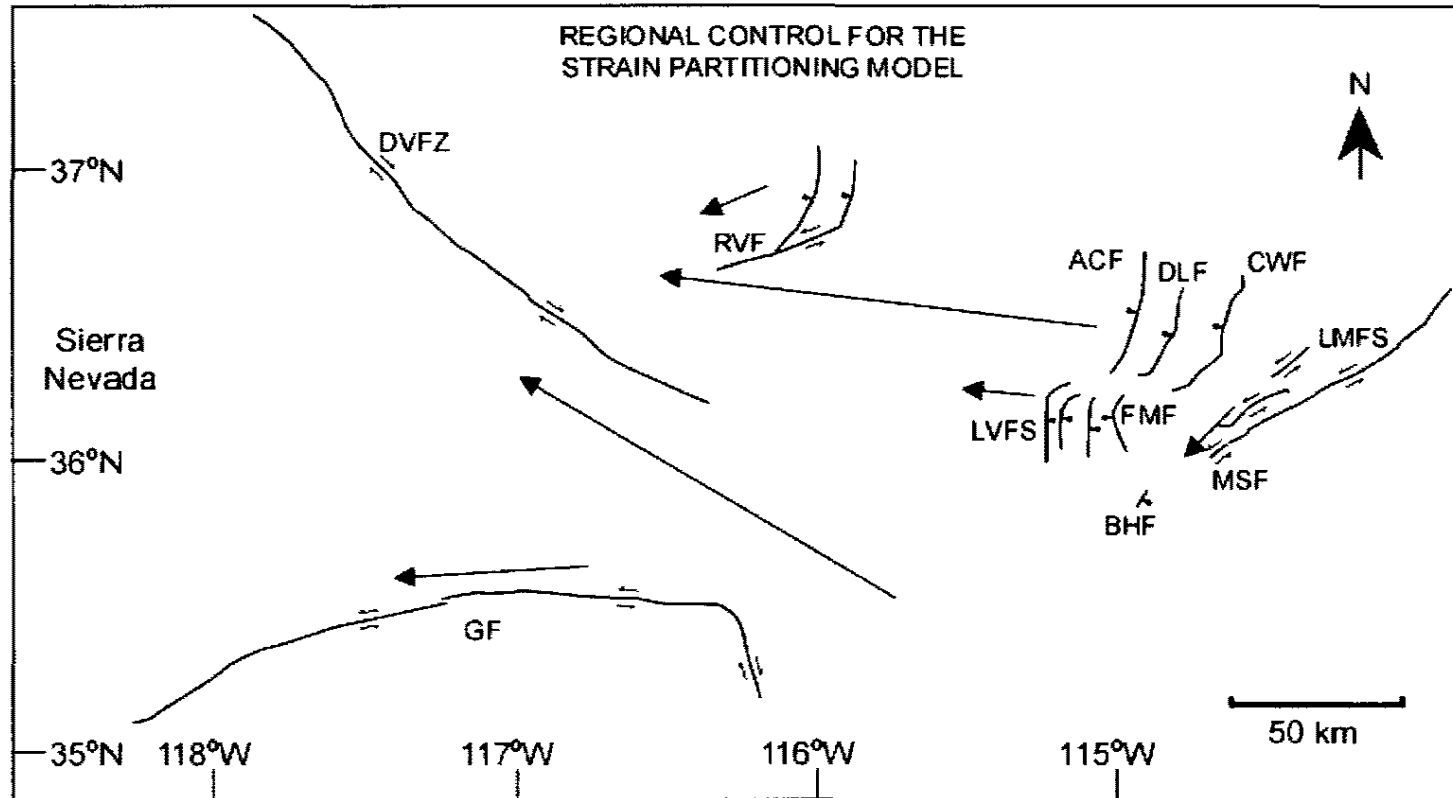 REGIONAL CONTROL FOR THE
STRAIN PARTITIONING MODEL
N
DVFZ
37°N
RVF
ACF
DLF
CWF
Sierra
Nevada
LMFS
LVFS
FMF
36°N
MSF
BHF
GF
50 km
35°N
118°W
117°W
116°W
115°W